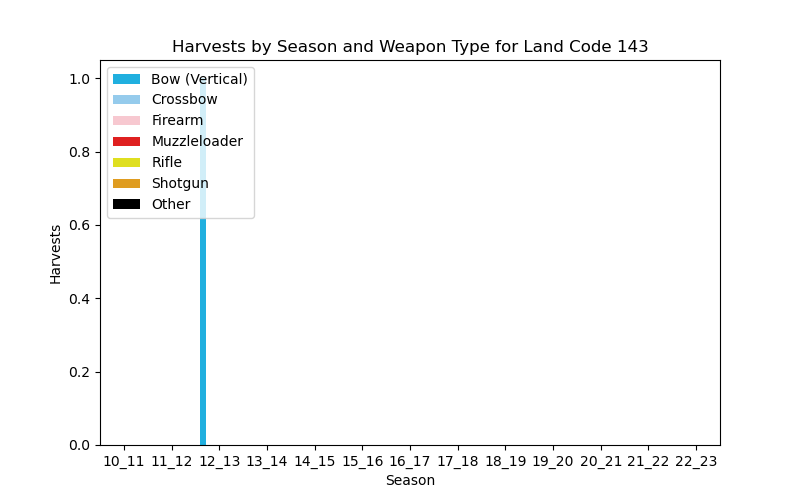 Harvests by Season and Weapon Type for Land Code 143
1.0
0.8
0.6
0.4
0.2
0.0
Harvests
Bow (Vertical)
Crossbow
Firearm
Muzzleloader
Rifle
Shotgun
Other
10_11 11_12 12_13 13_14 14_15 15_16 16_17 17_18 18_19 19_20 20_21 21_22 22_23
Season